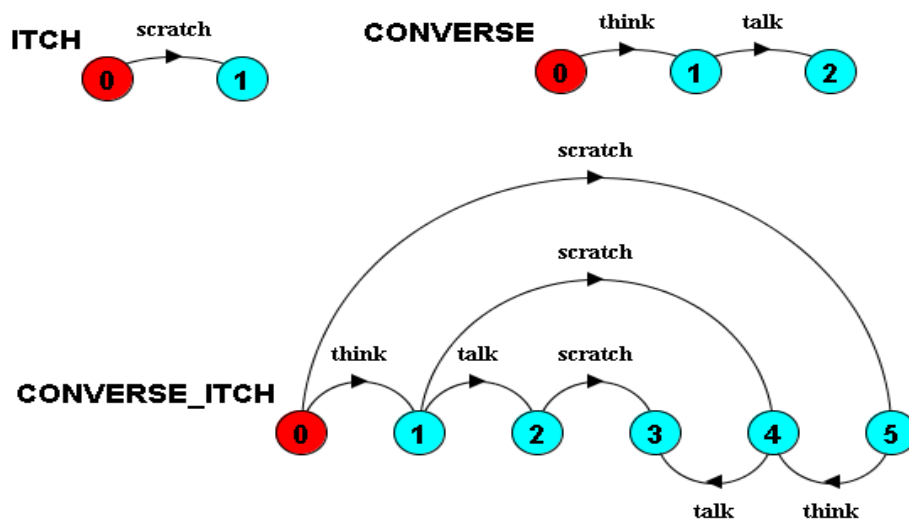 ITCH
scratch
0 1
CONVERSE
think talk
0 1 2
scratch
scratch
think talk scratch
CONVERSE_ITCH
0 1 2 3 4 5
talk think